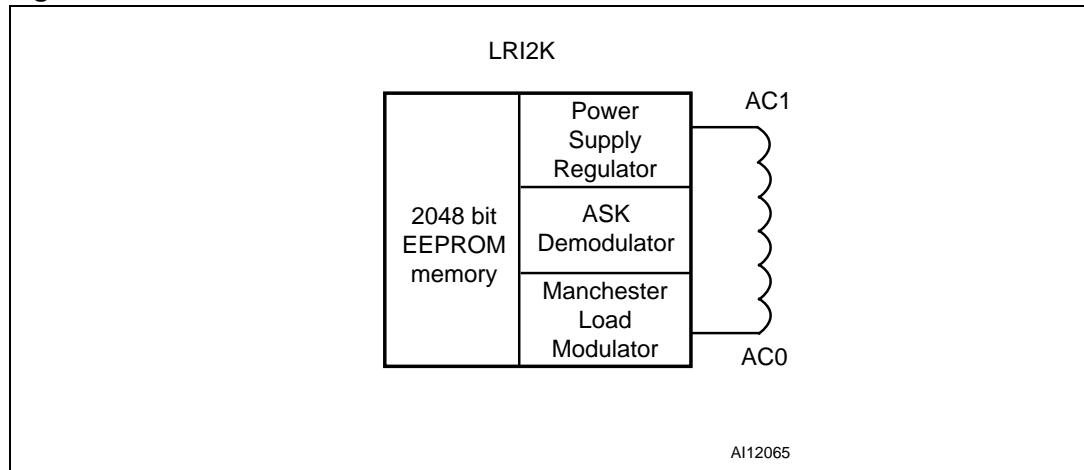 LRI2K
2048 bit
EEPROM
memory
Power
Supply
Regulator
ASK
Demodulator
Manchester
Load
Modulator
AC1
AC0
AI12065